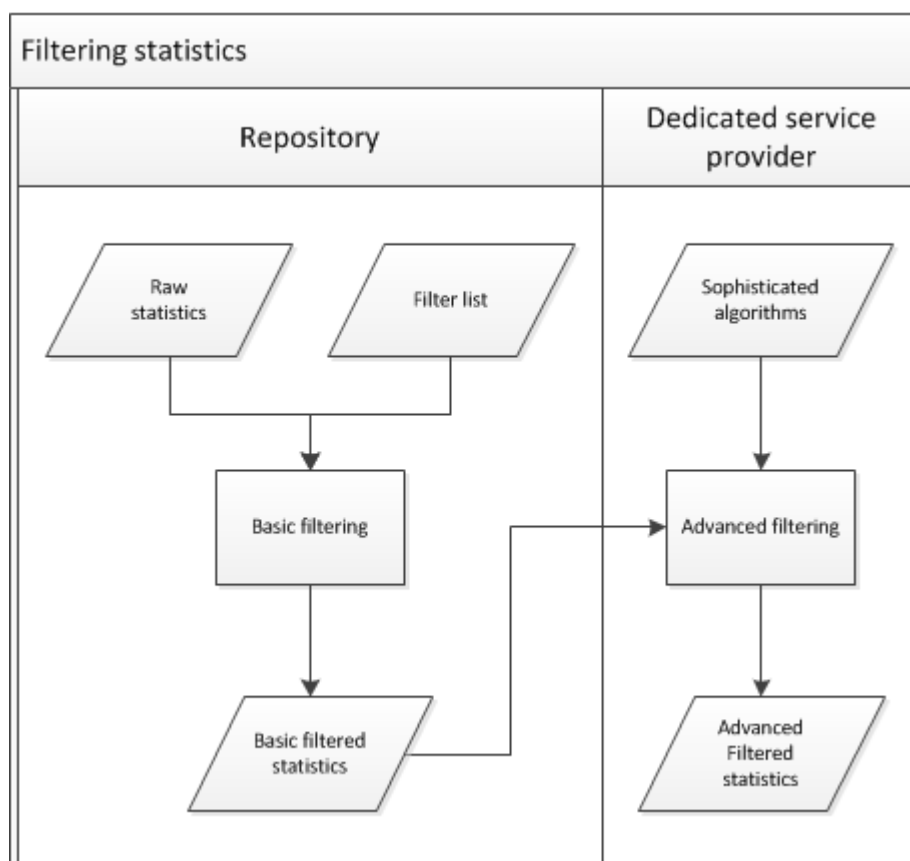 Filtering statistics
Repository
Dedicated service
provider
Raw
statistics
Filter list
Sophisticated
algorithms
Basic filtering
Advanced filtering
Basic filtered
statistics
Advanced
Filtered
statistics